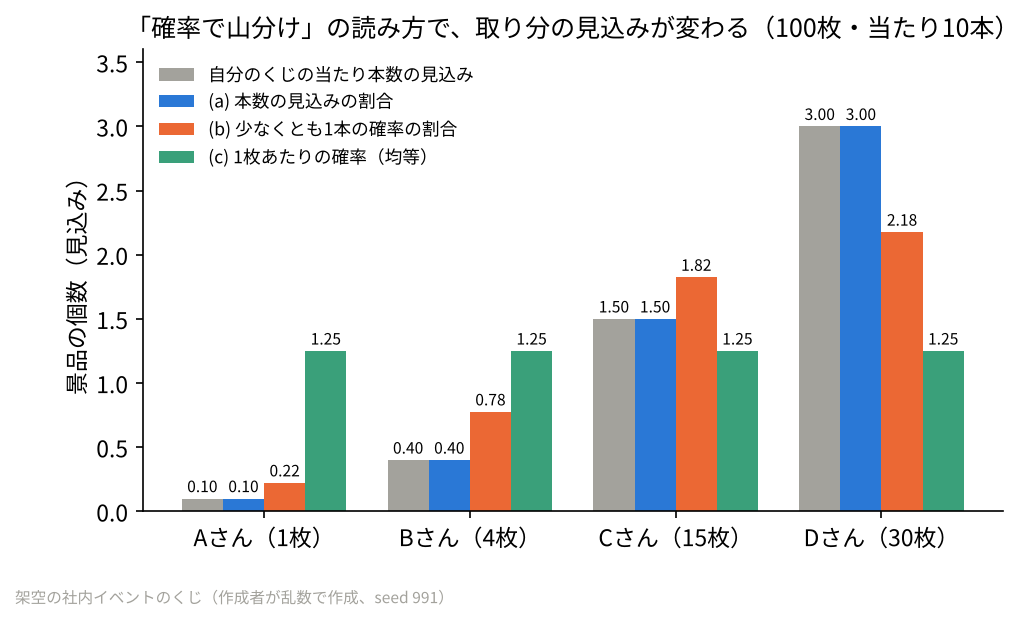 「確率で山分け」の読み方で、取り分の見込みが変わる（100枚・当たり10本）
景品の個数（見込み）
3.5
3.0
2.5
2.0
1.5
1.0
0.5
0.0
自分のくじの当たり本数の見込み
(a) 本数の見込みの割合
(b) 少なくとも1本の確率の割合
(c) 1枚あたりの確率（均等）
0.10 0.10 0.22 1.25
0.40 0.40 0.78 1.25
1.50 1.50 1.82 1.25
3.00 3.00 2.18 1.25
Aさん（1枚） Bさん（4枚） Cさん（15枚） Dさん（30枚）
架空の社内イベントのくじ（作成者が乱数で作成、seed 991）